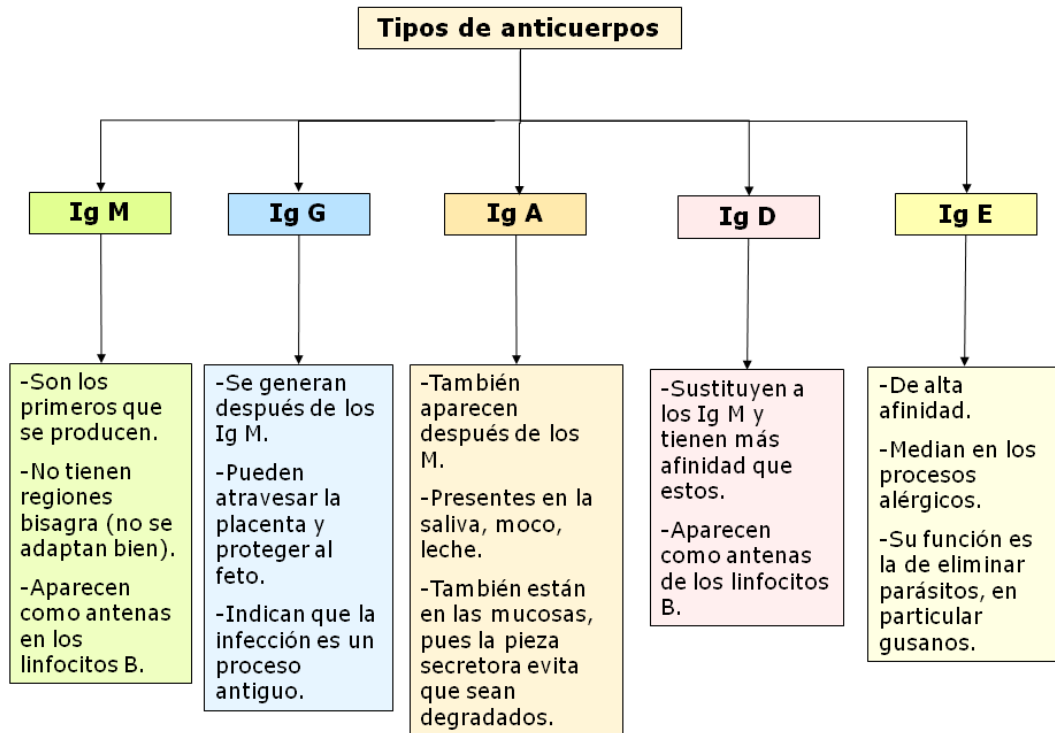 Tipos de anticuerpos
Ig M
Ig G
Ig A
Ig D
Ig E
-Son los
primeros que
se producen.
-No tienen
regiones
bisagra (no se
adaptan bien).
-Aparecen
como antenas
en los
linfocitos B.
-Se generan
después de los
Ig M.
-Pueden
atravesar la
placenta y
proteger al
feto.
-Indican que la
infección es un
proceso
antiguo.
-También
aparecen
después de los
M.
-Presentes en la
saliva, moco,
leche.
-También están
en las mucosas,
pues la pieza
secretora evita
que sean
degradados.
-Sustituyen a
los Ig M y
tienen más
afinidad que
estos.
-Aparecen
como antenas
de los linfocitos
B.
-De alta
afinidad.
-Median en los
procesos
alérgicos.
-Su función es
la de eliminar
parásitos, en
particular
gusanos.